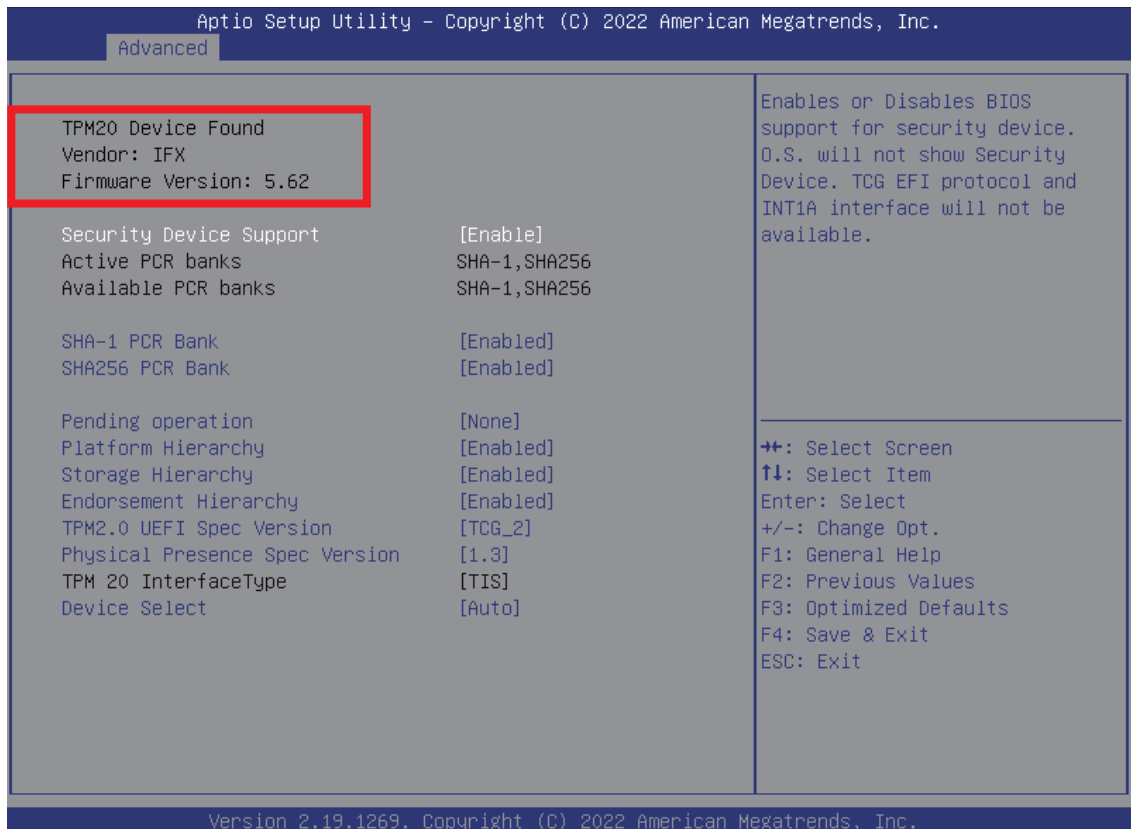 Aptio Setup Utility – Copyright (C) 2022 American Megatrends, Inc.
Advanced
TPM20 Device Found
Vendor: IFX
Firmware Version: 5.62
Security Device Support [Enable]
Active PCR banks SHA-1,SHA256
Available PCR banks SHA-1,SHA256
SHA-1 PCR Bank [Enabled]
SHA256 PCR Bank [Enabled]
Pending operation [None]
Platform Hierarchy [Enabled]
Storage Hierarchy [Enabled]
Endorsement Hierarchy [Enabled]
TPM2.0 UEFI Spec Version [TCG_2]
Physical Presence Spec Version [1.3]
TPM 20 InterfaceType [TIS]
Device Select [Auto]
Enables or Disables BIOS
support for security device.
O.S. will not show Security
Device. TCG EFI protocol and
INT1A interface will not be
available.
→←: Select Screen
↑↓: Select Item
Enter: Select
+/-: Change Opt.
F1: General Help
F2: Previous Values
F3: Optimized Defaults
F4: Save & Exit
ESC: Exit
Version 2.19.1269. Copyright (C) 2022 American Megatrends, Inc.